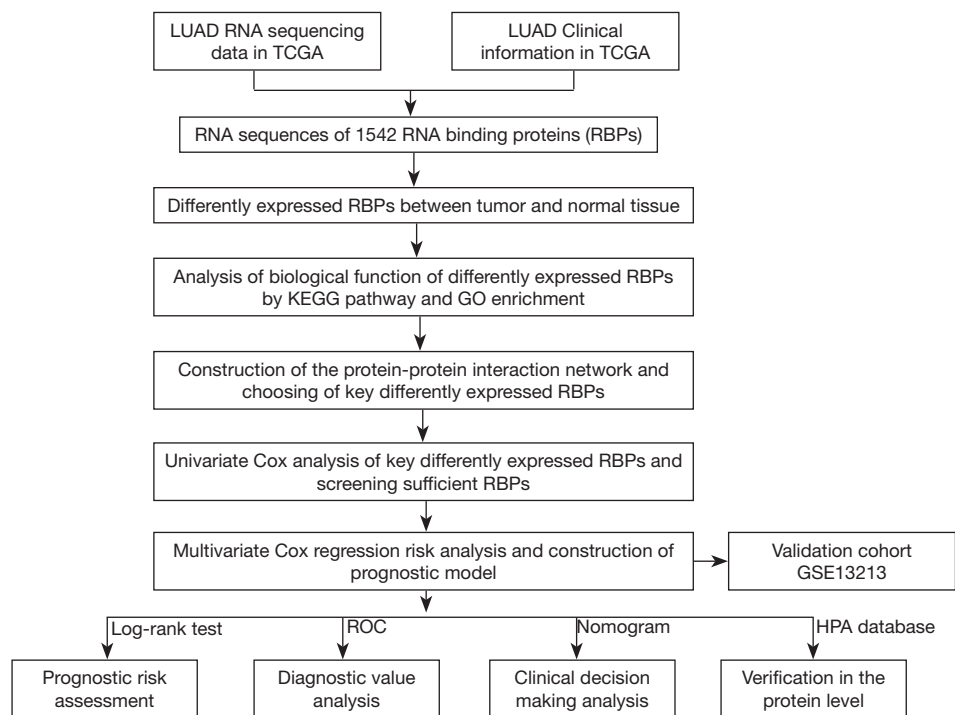 LUAD RNA sequencing
data in TCGA
LUAD Clinical
information in TCGA
RNA sequences of 1542 RNA binding proteins (RBPs)
Differently expressed RBPs between tumor and normal tissue
Analysis of biological function of differently expressed RBPs
by KEGG pathway and GO enrichment
Construction of the protein-protein interaction network and
choosing of key differently expressed RBPs
Univariate Cox analysis of key differently expressed RBPs and
screening sufficient RBPs
Multivariate Cox regression risk analysis and construction of
prognostic model
Validation cohort
GSE13213
Log-rank test
ROC
Nomogram
HPA database
Prognostic risk
assessment
Diagnostic value
analysis
Clinical decision
making analysis
Verification in the
protein level